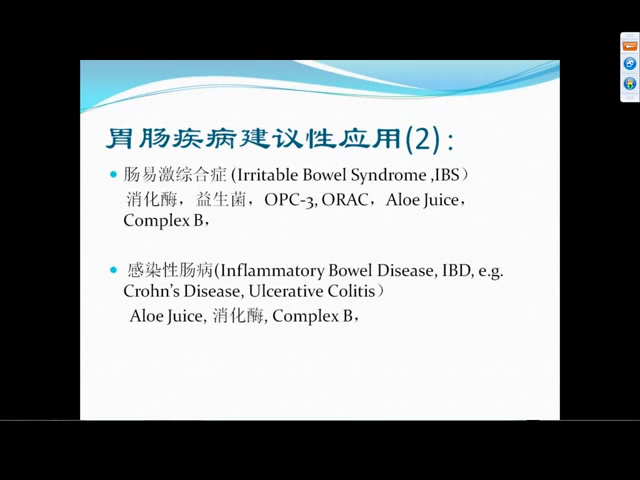 胃肠疾病建议性应用(2)：
• 肠易激综合症 (Irritable Bowel Syndrome ,IBS）
消化酶，益生菌，OPC-3, ORAC，Aloe Juice，
Complex B，
• 感染性肠病(Inflammatory Bowel Disease, IBD, e.g.
Crohn’s Disease, Ulcerative Colitis）
Aloe Juice, 消化酶, Complex B，